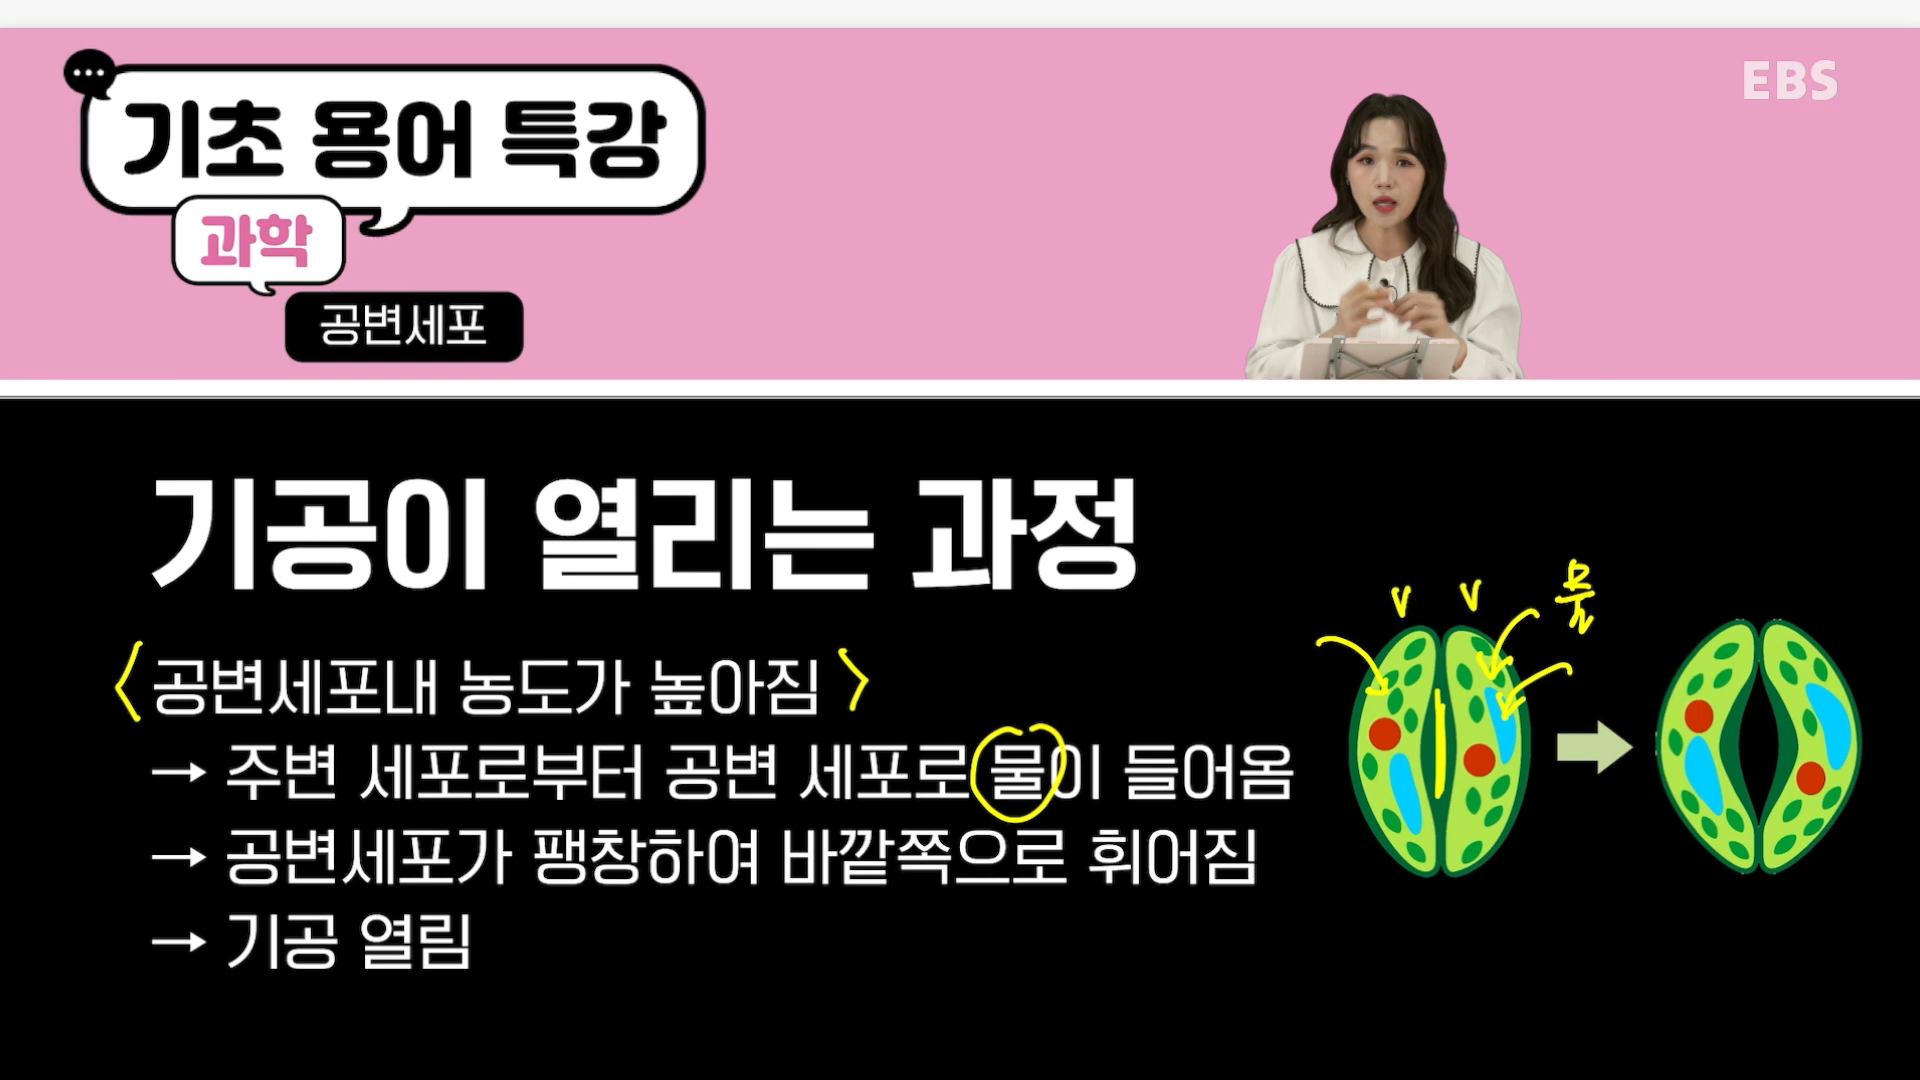 EBS
기초 용어 특강
과학
공변세포
기공이 열리는 과정
물
〈공변세포내 농도가 높아짐〉
→ 주변 세포로부터 공변 세포로 물이 들어옴
→ 공변세포가 팽창하여 바깥쪽으로 휘어짐
→ 기공 열림